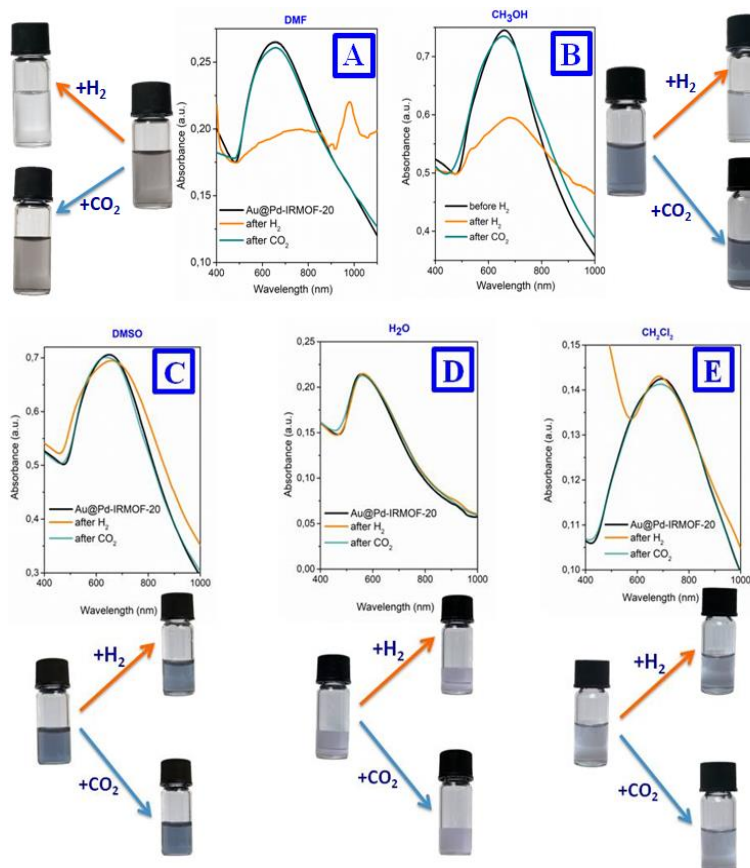 DMF
A
0,25
0,20
0,15
0,10
400 500 600 700 800 900 1000
Absorbance (a.u.)
Wavelength (nm)
Au@Pd-IRMOF-20
after H₂
after CO₂
+H₂
+CO₂
CH₃OH
B
0,7
0,6
0,5
0,4
400 500 600 700 800 900 1000
Absorbance (a.u.)
Wavelength (nm)
before H₂
after H₂
after CO₂
+H₂
+CO₂
DMSO
C
0,7
0,6
0,5
0,4
0,3
400 600 800 1000
Absorbance (a.u.)
Wavelength (nm)
Au@Pd-IRMOF-20
after H₂
after CO₂
+H₂
+CO₂
H₂O
D
0,25
0,20
0,15
0,10
0,05
0,00
400 600 800 1000
Absorbance (a.u.)
Wavelength (nm)
Au@Pd-IRMOF-20
after H₂
after CO₂
+H₂
+CO₂
CH₂Cl₂
E
0,15
0,14
0,13
0,12
0,11
0,10
400 600 800 1000
Absorbance (a.u.)
Wavelength (nm)
Au@Pd-IRMOF-20
after H₂
after CO₂
+H₂
+CO₂